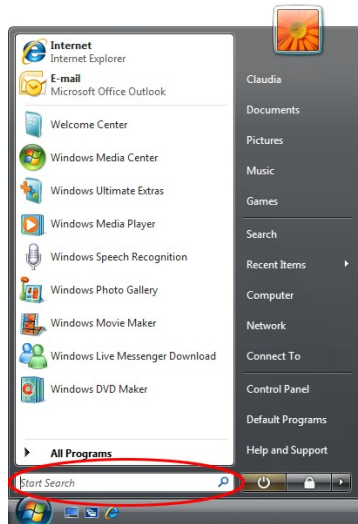 Internet
Internet Explorer
E-mail
Microsoft Office Outlook
Welcome Center
Windows Media Center
Windows Ultimate Extras
Windows Media Player
Windows Speech Recognition
Windows Photo Gallery
Windows Movie Maker
Windows Live Messenger Download
Windows DVD Maker
All Programs
Start Search
Claudia
Documents
Pictures
Music
Games
Search
Recent Items
Computer
Network
Connect To
Control Panel
Default Programs
Help and Support